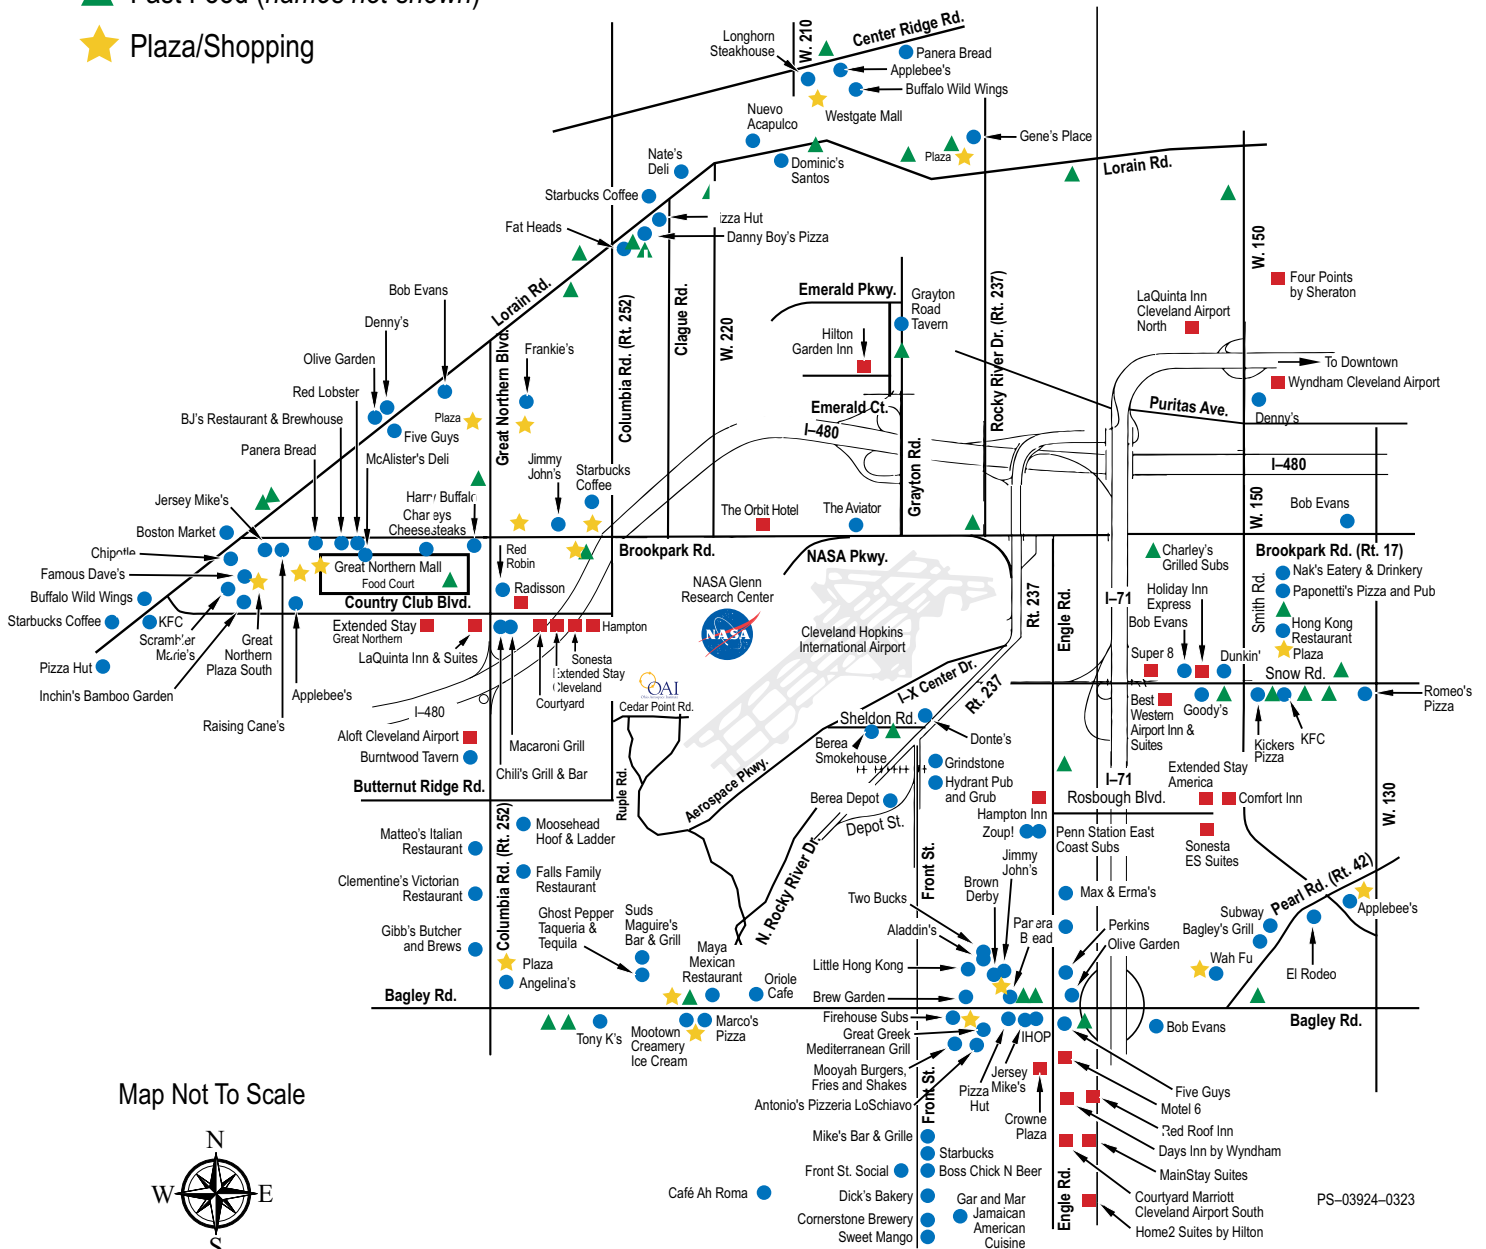 Fast Food (names not shown)
Plaza/Shopping
Longhorn
Steakhouse
W. 210
Center Ridge Rd.
Panera Bread
Applebee's
Buffalo Wild Wings
Westgate Mall
Nuevo
Acapulco
Gene's Place
Plaza
Dominic's
Santos
Nate's
Deli
Lorain Rd.
Starbucks Coffee
izza Hut
Danny Boy's Pizza
Fat Heads
W. 150
Four Points
by Sheraton
LaQuinta Inn
Cleveland Airport
North
To Downtown
Wyndham Cleveland Airport
Denny's
Puritas Ave.
Emerald Pkwy.
Grayton
Road
Tavern
Hilton
Garden Inn
Emerald Ct.
I–480
Rocky River Dr. (Rt. 237)
Grayton Rd.
Clague Rd.
W. 220
Columbia Rd. (Rt. 252)
Great Northern Blvd.
Lorain Rd.
Bob Evans
Denny's
Olive Garden
Red Lobster
BJ's Restaurant & Brewhouse
Panera Bread
Five Guys
McAlister's Deli
Plaza
Frankie's
Jimmy
John's
Starbucks
Coffee
Harry Buffalo
Charleys
Cheesesteaks
Jersey Mike's
Boston Market
Chipotle
Famous Dave's
Buffalo Wild Wings
Starbucks Coffee
KFC
Scrambler
Marie's
Pizza Hut
Inchin's Bamboo Garden
Great
Northern
Plaza South
Raising Cane's
Applebee's
Great Northern Mall
Food Court
Country Club Blvd.
Red
Robin
Radisson
Extended Stay
Great Northern
LaQuinta Inn & Suites
Hampton
Sonesta
Extended Stay
Cleveland
Courtyard
Macaroni Grill
Chili's Grill & Bar
I–480
Aloft Cleveland Airport
Burntwood Tavern
Butternut Ridge Rd.
The Orbit Hotel
The Aviator
Brookpark Rd.
NASA Pkwy.
NASA Glenn
Research Center
NASA
Cleveland Hopkins
International Airport
OAI
Cedar Point Rd.
Ruple Rd.
Aerospace Pkwy.
I-X Center Dr.
Rt. 237
Rt. 237
Sheldon Rd.
Berea
Smokehouse
Donte's
Grindstone
Hydrant Pub
and Grub
Berea Depot
Depot St.
N. Rocky River Dr.
Engle Rd.
I–71
I–480
W. 150
Bob Evans
Brookpark Rd. (Rt. 17)
Charley's
Grilled Subs
Holiday Inn
Express
Bob Evans
Super 8
Dunkin'
Smith Rd.
Nak's Eatery & Drinkery
Paponetti's Pizza and Pub
Hong Kong
Restaurant
Plaza
Snow Rd.
Romeo's
Pizza
Best
Western
Airport Inn &
Suites
Goody's
Kickers
Pizza
KFC
I–71
Extended Stay
America
Comfort Inn
Rosbough Blvd.
Sonesta
ES Suites
W. 130
Hampton Inn
Zoup!
Penn Station East
Coast Subs
Jimmy
John's
Brown
Derby
Two Bucks
Aladdin's
Little Hong Kong
Brew Garden
Panera
Bread
Max & Erma's
Perkins
Olive Garden
Front St.
Pearl Rd. (Rt. 42)
Applebee's
Subway
Bagley's Grill
Wah Fu
El Rodeo
Bagley Rd.
Bob Evans
Columbia Rd. (Rt. 252)
Moosehead
Hoof & Ladder
Matteo's Italian
Restaurant
Falls Family
Restaurant
Clementine's Victorian
Restaurant
Ghost Pepper
Taqueria &
Tequila
Suds
Maguire's
Bar & Grill
Gibb's Butcher
and Brews
Maya
Mexican
Restaurant
Oriole
Cafe
Plaza
Angelina's
Bagley Rd.
Tony K's
Mootown
Creamery
Ice Cream
Marco's
Pizza
Firehouse Subs
Great Greek
Mediterranean Grill
Mooyah Burgers,
Fries and Shakes
Antonio's Pizzeria LoSchiavo
Pizza
Hut
Jersey
Mike's
IHOP
Crowne
Plaza
Five Guys
Motel 6
Red Roof Inn
Days Inn by Wyndham
MainStay Suites
Courtyard Marriott
Cleveland Airport South
Home2 Suites by Hilton
Engle Rd.
Front St.
Mike's Bar & Grille
Starbucks
Front St. Social
Boss Chick N Beer
Café Ah Roma
Dick's Bakery
Cornerstone Brewery
Sweet Mango
Gar and Mar
Jamaican
American
Cuisine
PS–03924–0323
Map Not To Scale
N
W
E
S